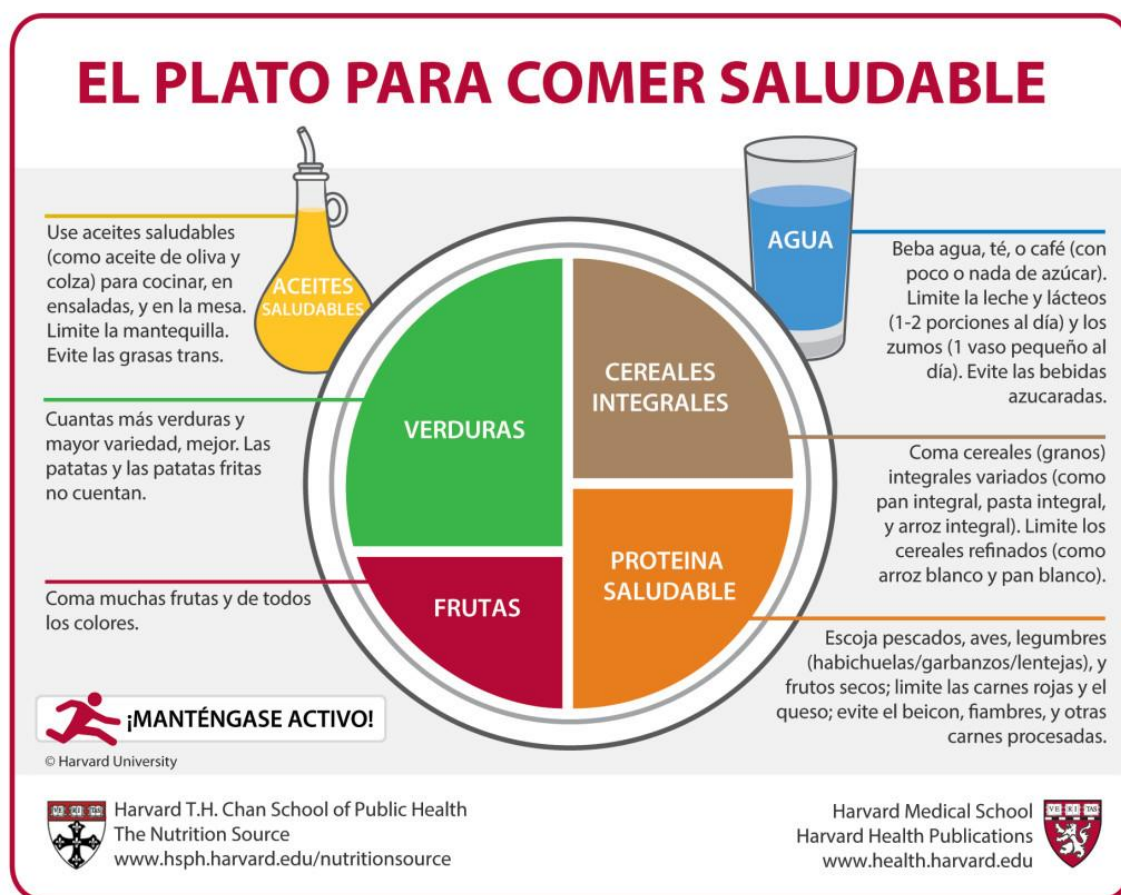 EL PLATO PARA COMER SALUDABLE
Use aceites saludables
(como aceite de oliva y
colza) para cocinar, en
ensaladas, y en la mesa.
Limite la mantequilla.
Evite las grasas trans.
ACEITES
SALUDABLES
AGUA
Beba agua, té, o café (con
poco o nada de azúcar).
Limite la leche y lácteos
(1-2 porciones al día) y los
zumos (1 vaso pequeño al
día). Evite las bebidas
azucaradas.
Cuantas más verduras y
mayor variedad, mejor. Las
patatas y las patatas fritas
no cuentan.
VERDURAS
CEREALES
INTEGRALES
Coma cereales (granos)
integrales variados (como
pan integral, pasta integral,
y arroz integral). Limite los
cereales refinados (como
arroz blanco y pan blanco).
Coma muchas frutas y de todos
los colores.
FRUTAS
PROTEINA
SALUDABLE
Escoja pescados, aves, legumbres
(habichuelas/garbanzos/lentejas), y
frutos secos; limite las carnes rojas y el
queso; evite el beicon, fiambres, y otras
carnes procesadas.
¡MANTÉNGASE ACTIVO!
© Harvard University
Harvard T.H. Chan School of Public Health
The Nutrition Source
www.hsph.harvard.edu/nutritionsource
Harvard Medical School
Harvard Health Publications
www.health.harvard.edu
VE RI TAS